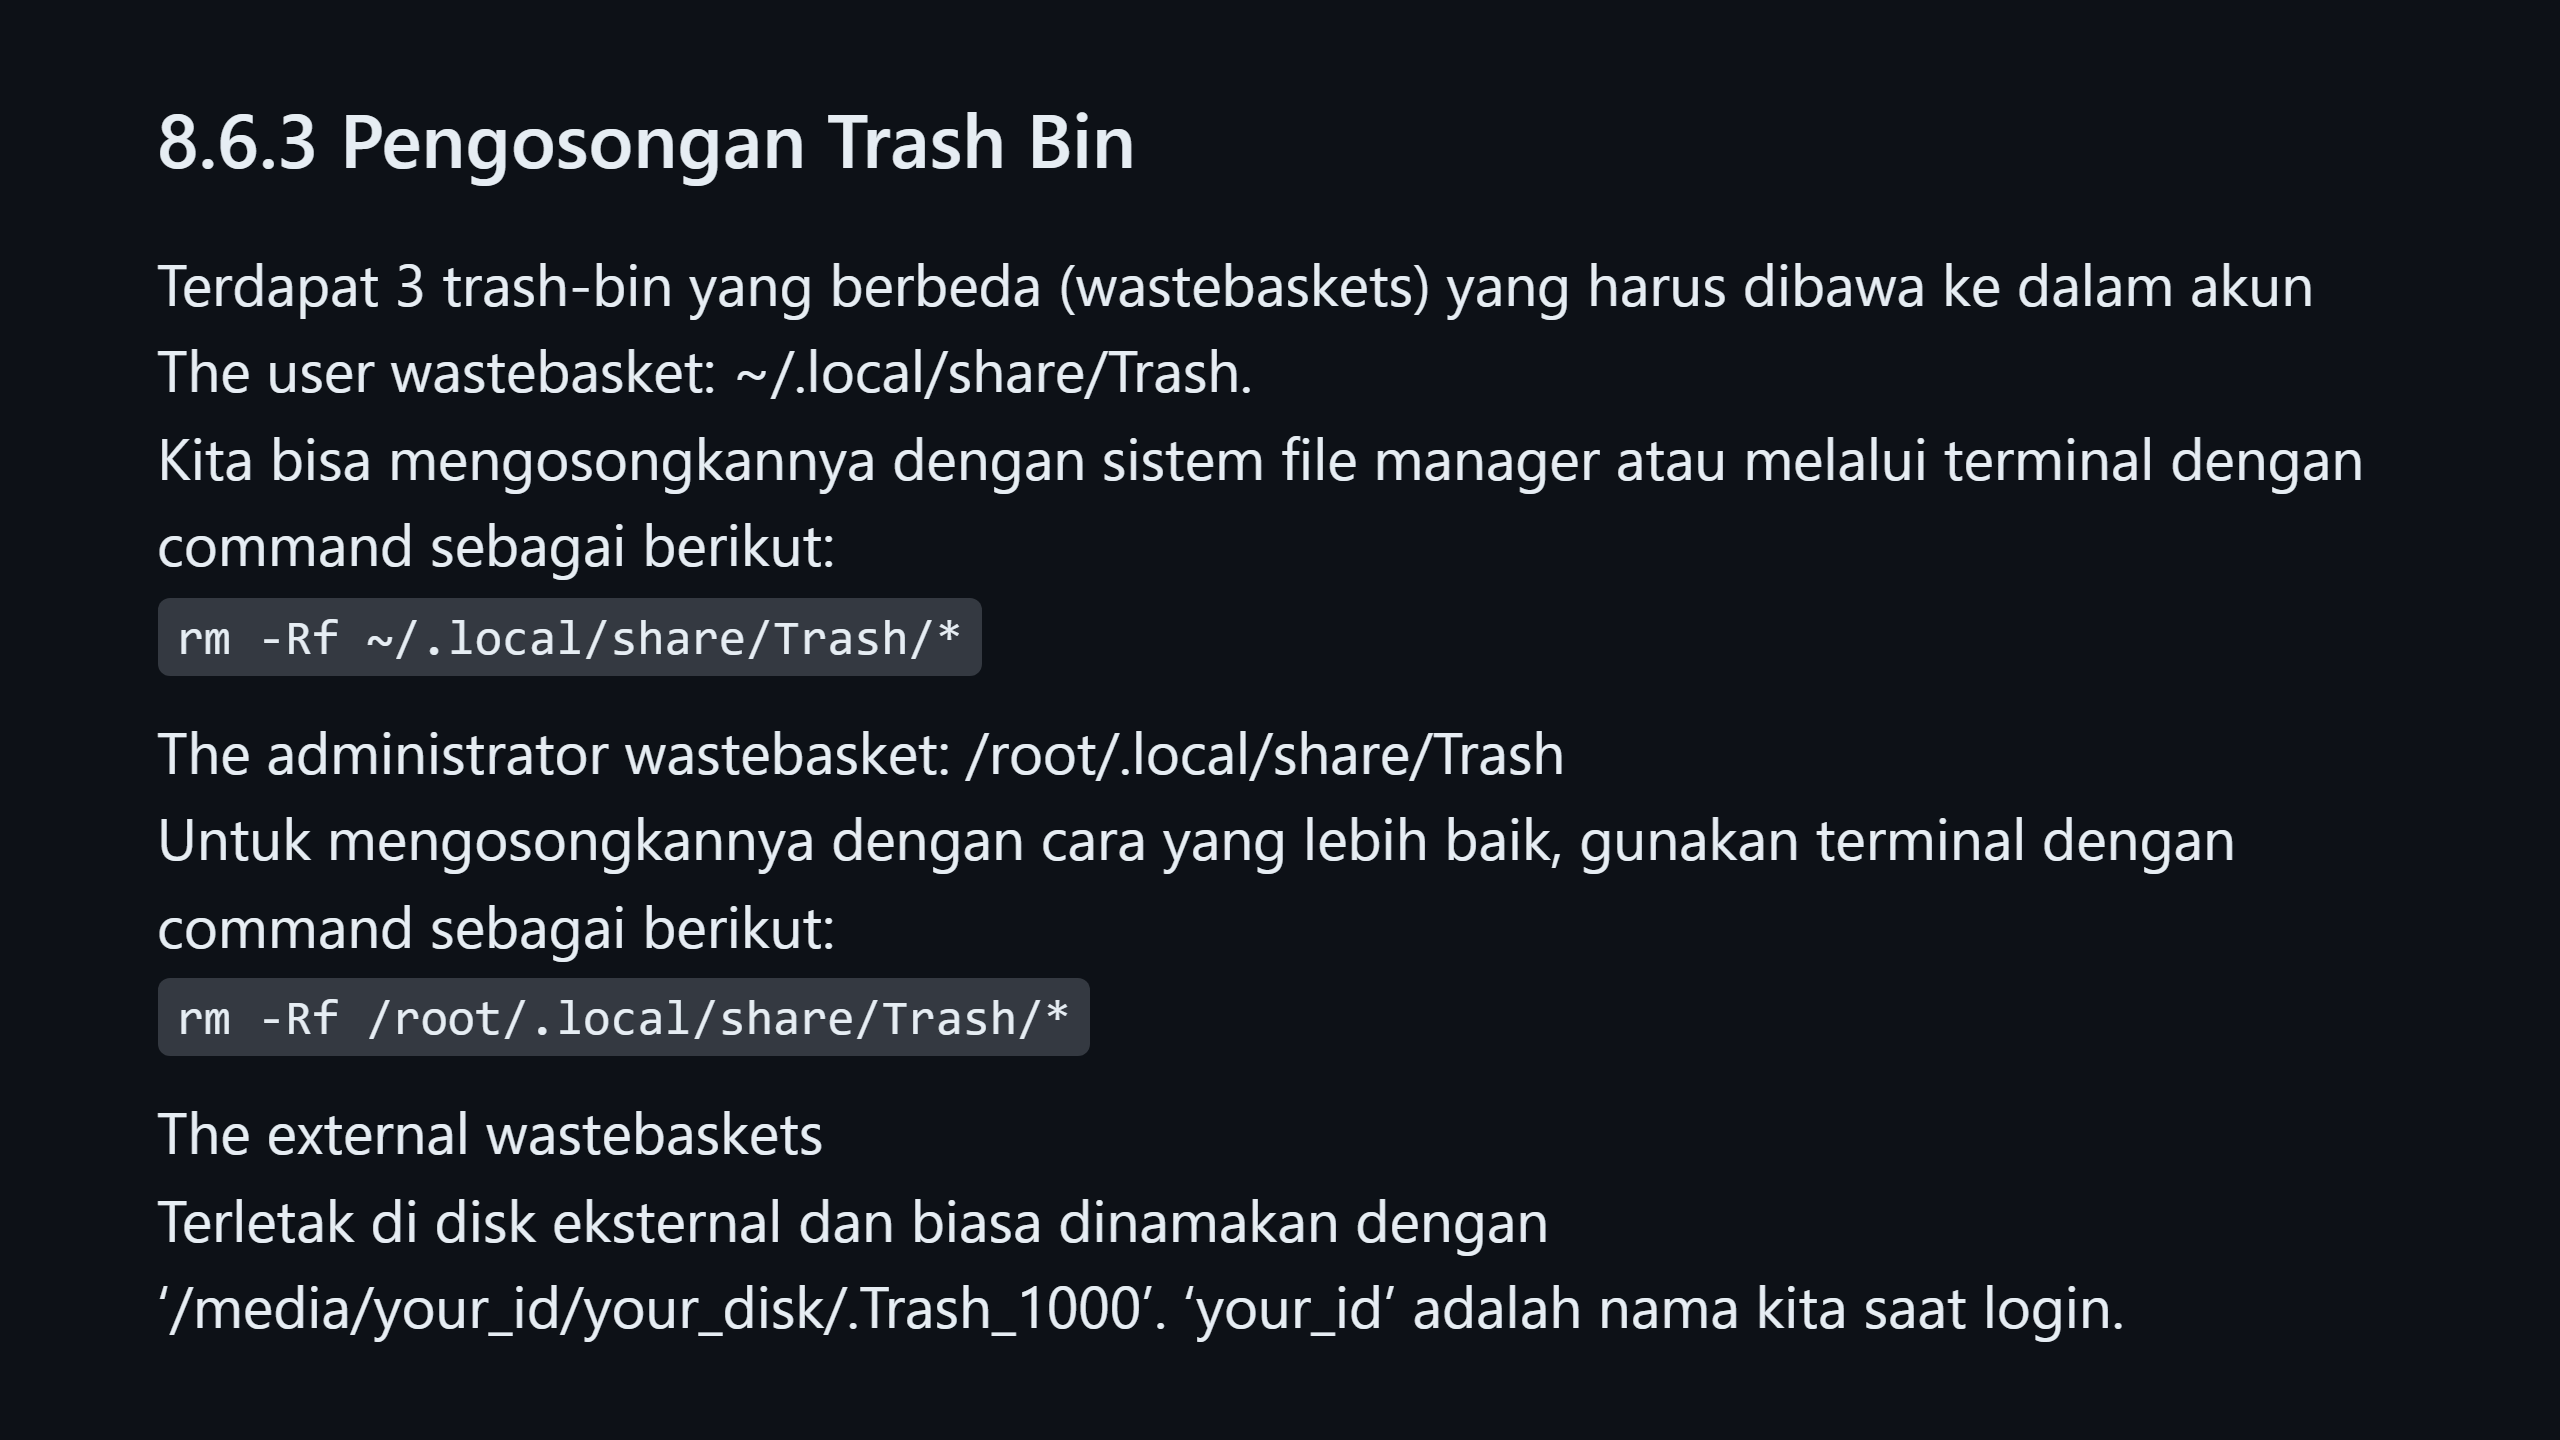 8.6.3 Pengosongan Trash Bin
Terdapat 3 trash-bin yang berbeda (wastebaskets) yang harus dibawa ke dalam akun
The user wastebasket: ~/.local/share/Trash.
Kita bisa mengosongkannya dengan sistem file manager atau melalui terminal dengan
command sebagai berikut:
rm -Rf ~/.local/share/Trash/*
The administrator wastebasket: /root/.local/share/Trash
Untuk mengosongkannya dengan cara yang lebih baik, gunakan terminal dengan
command sebagai berikut:
rm -Rf /root/.local/share/Trash/*
The external wastebaskets
Terletak di disk eksternal dan biasa dinamakan dengan
‘/media/your_id/your_disk/.Trash_1000’. ‘your_id’ adalah nama kita saat login.